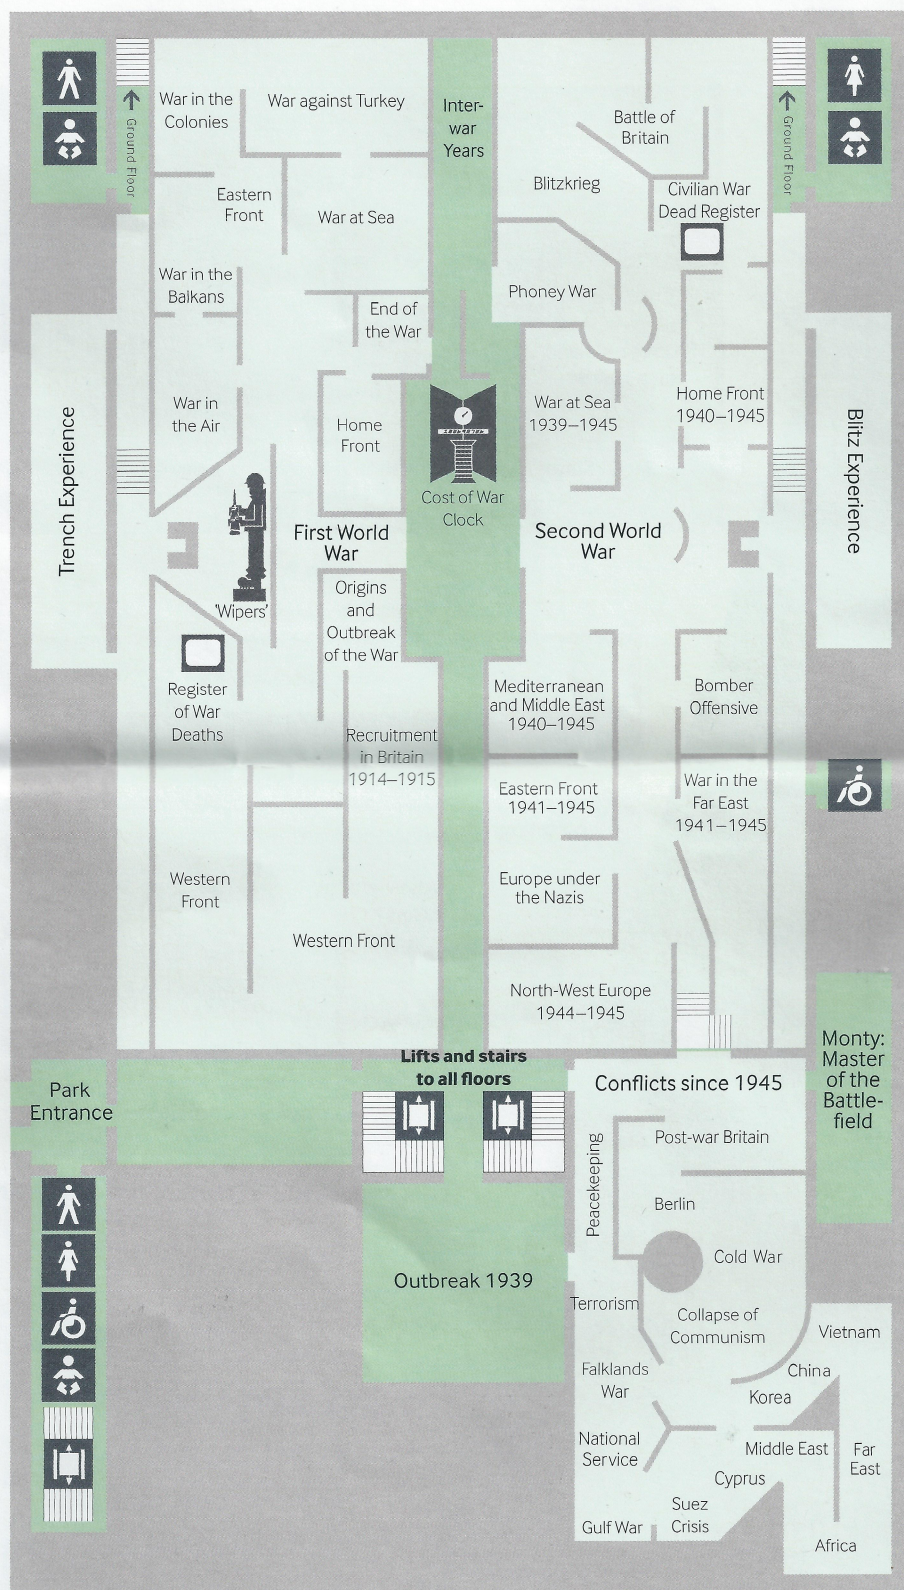 War in the
Colonies
War against Turkey
Inter-
war
Years
Battle of
Britain
Ground Floor
Ground Floor
Eastern
Front
War at Sea
Blitzkrieg
Civilian War
Dead Register
War in the
Balkans
End of
the War
Phoney War
War in
the Air
Home
Front
War at Sea
1939–1945
Home Front
1940–1945
Trench Experience
Blitz Experience
Cost of War
Clock
First World
War
Second World
War
'Wipers'
Origins
and
Outbreak
of the War
Register
of War
Deaths
Recruitment
in Britain
1914–1915
Mediterranean
and Middle East
1940–1945
Bomber
Offensive
Eastern Front
1941–1945
War in the
Far East
1941–1945
Western
Front
Western Front
Europe under
the Nazis
North-West Europe
1944–1945
Lifts and stairs
to all floors
Park
Entrance
Conflicts since 1945
Monty:
Master
of the
Battle-
field
Peacekeeping
Post-war Britain
Berlin
Cold War
Outbreak 1939
Terrorism
Collapse of
Communism
Vietnam
Falklands
War
China
Korea
National
Service
Middle East
Far
East
Cyprus
Suez
Crisis
Gulf War
Africa